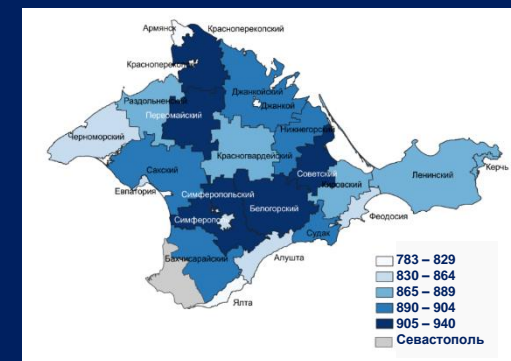 Армянск
Красноперекопский
Красноперекопск
Джанкойский
Раздольненский
Джанкой
Первомайский
Нижнегорский
Черноморский
Красногвардейский
Сакский
Советский
Кировский
Ленинский
Керчь
Евпатория
Симферопольский
Белогорский
Симферополь
Феодосия
Судак
Бахчисарайский
Алушта
Ялта
783 – 829
830 – 864
865 – 889
890 – 904
905 – 940
Севастополь